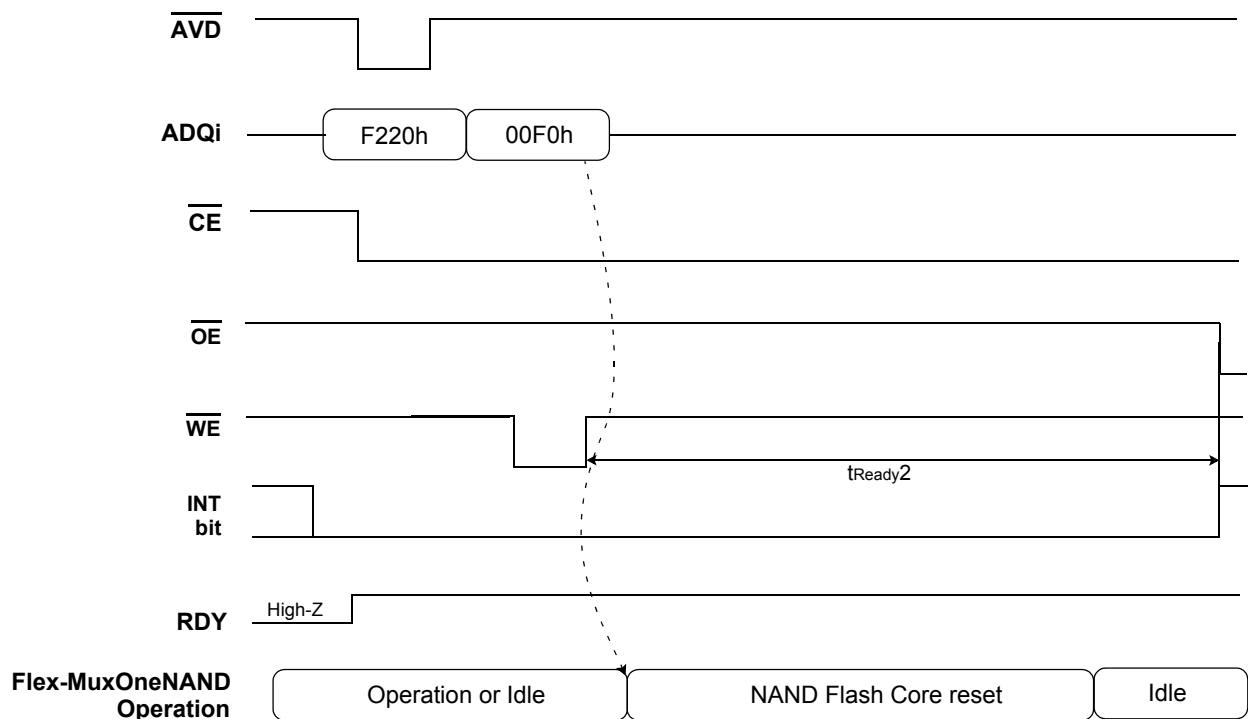 AVD
ADQi
F220h
00F0h
CE
OE
WE
tReady2
INT
bit
High-Z
RDY
Flex-MuxOneNAND
Operation
Operation or Idle
NAND Flash Core reset
Idle